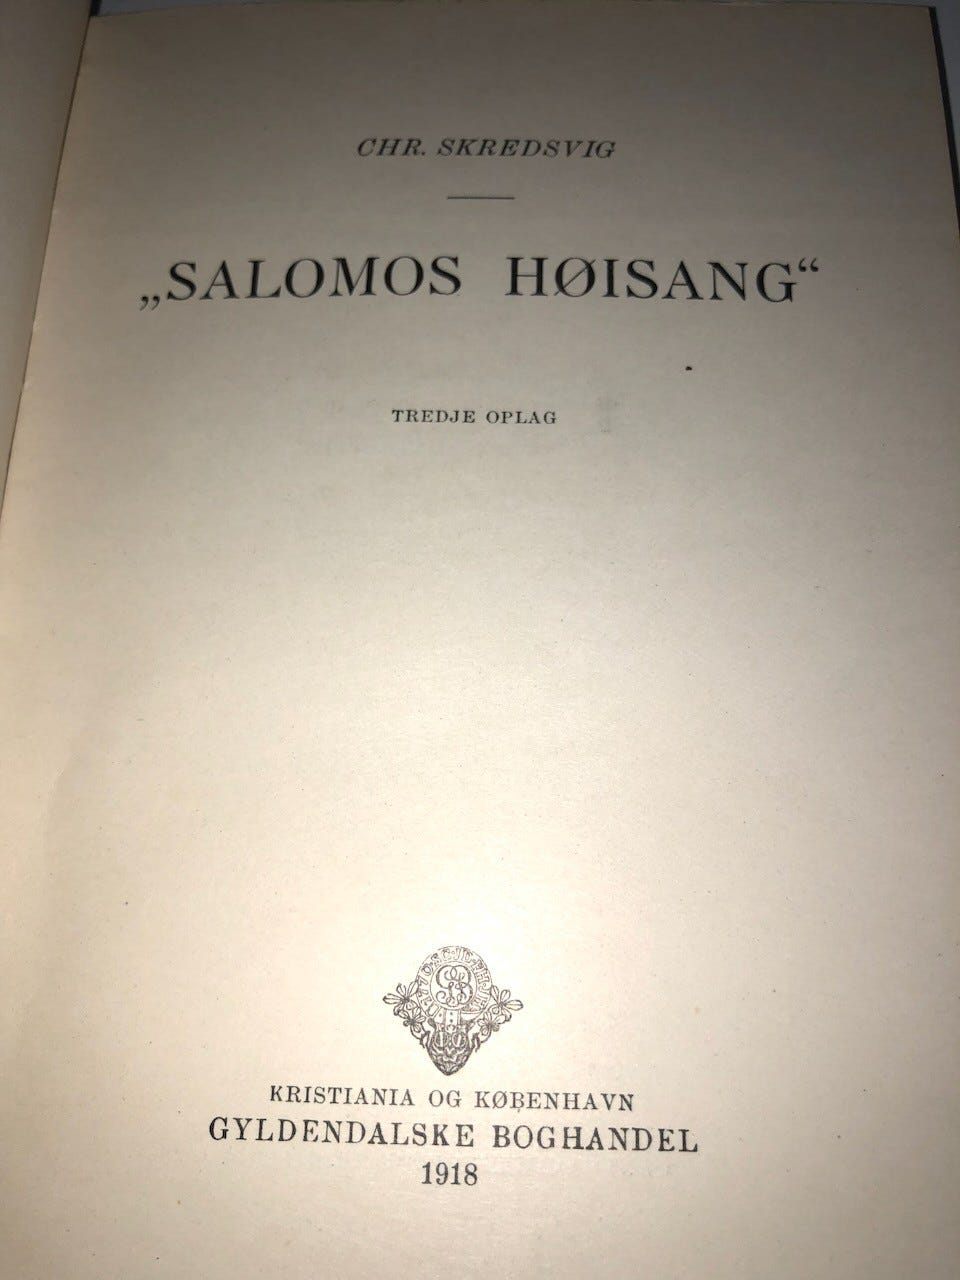 CHR. SKREDSVIG
„SALOMOS HØISANG“
TREDJE OPLAG
KRISTIANIA OG KØBENHAVN
GYLDENDALSKE BOGHANDEL
1918